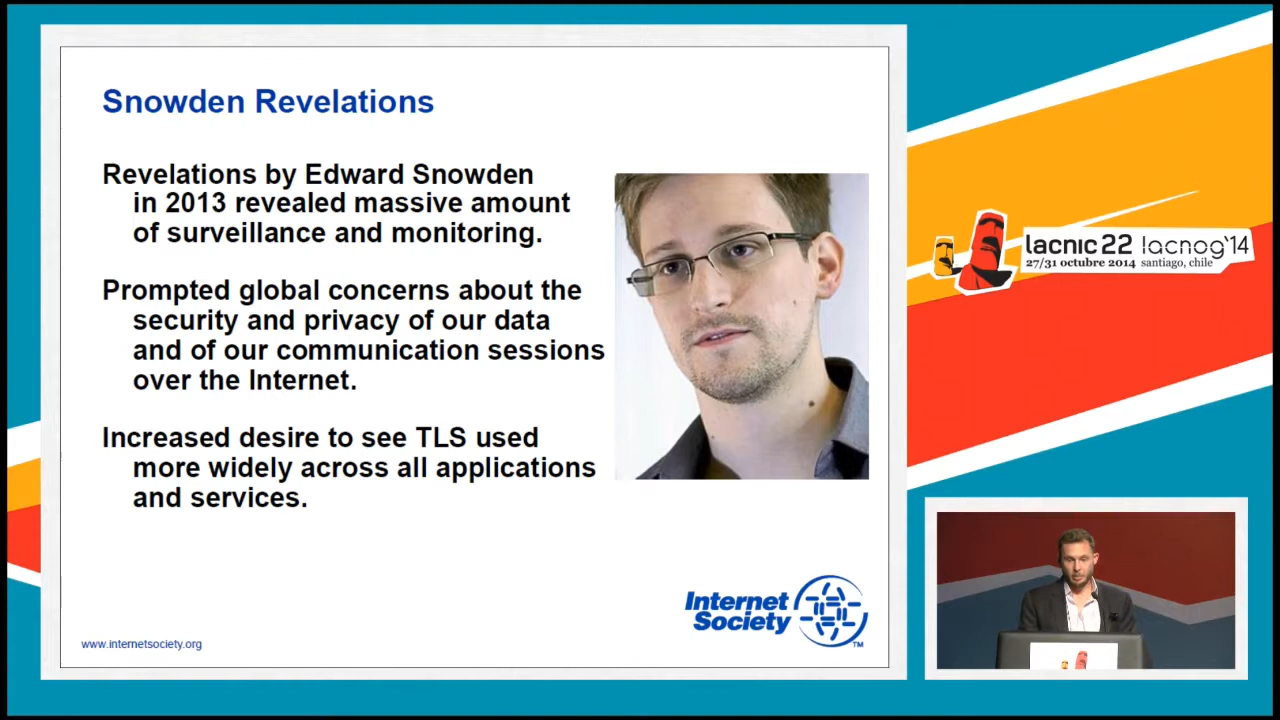 Snowden Revelations
Revelations by Edward Snowden
in 2013 revealed massive amount
of surveillance and monitoring.
Prompted global concerns about the
security and privacy of our data
and of our communication sessions
over the Internet.
Increased desire to see TLS used
more widely across all applications
and services.
Internet
Society
TM
www.internetsociety.org
lacnic 22 lacnog'14
27/31 octubre 2014 santiago, chile